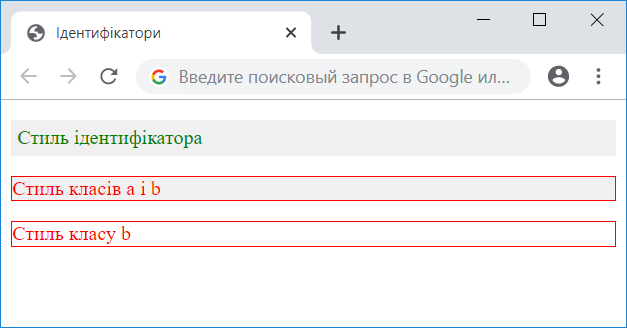 Ідентифікатори
Введите поисковый запрос в Google ил...
Стиль ідентифікатора
Стиль класів a і b
Стиль класу b